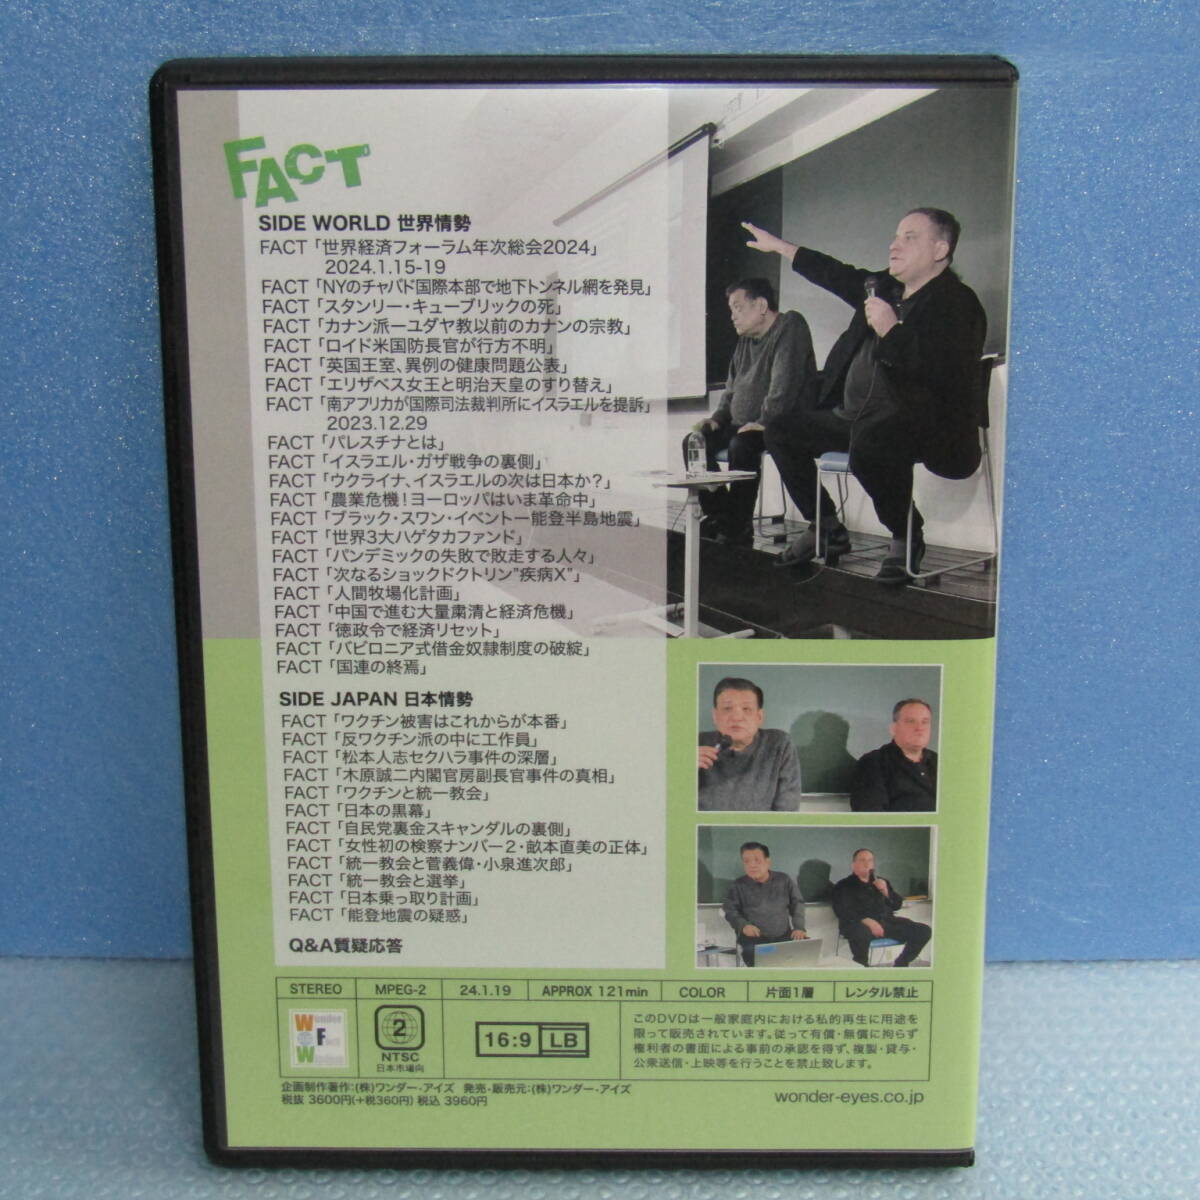 FACT
SIDE WORLD 世界情勢
FACT「世界経済フォーラム年次総会2024」
2024.1.15-19
FACT「NYのチャバド国際本部で地下トンネル網を発見」
FACT「スタンリー・キューブリックの死」
FACT「カナン派ーユダヤ教以前のカナンの宗教」
FACT「ロイド米国防長官が行方不明」
FACT「英国王室、異例の健康問題公表」
FACT「エリザベス女王と明治天皇のすり替え」
FACT「南アフリカが国際司法裁判所にイスラエルを提訴」
2023.12.29
FACT「パレスチナとは」
FACT「イスラエル・ガザ戦争の裏側」
FACT「ウクライナ、イスラエルの次は日本か?」
FACT「農業危機!ヨーロッパはいま革命中」
FACT「ブラック・スワン・イベントー能登半島地震」
FACT「世界3大ハゲタカファンド」
FACT「パンデミックの失敗で敗走する人々」
FACT「次なるショックドクトリン"疾病X"」
FACT「人間牧場化計画」
FACT「中国で進む大量粛清と経済危機」
FACT「徳政令で経済リセット」
FACT「バビロニア式借金奴隷制度の破綻」
FACT「国連の終焉」
SIDE JAPAN 日本情勢
FACT「ワクチン被害はこれからが本番」
FACT「反ワクチン派の中に工作員」
FACT「松本人志セクハラ事件の深層」
FACT「木原誠二内閣官房副長官事件の真相」
FACT「ワクチンと統一教会」
FACT「日本の黒幕」
FACT「自民党裏金スキャンダルの裏側」
FACT「女性初の検察ナンバー2・畝本直美の正体」
FACT「統一教会と菅義偉・小泉進次郎」
FACT「統一教会と選挙」
FACT「日本乗っ取り計画」
FACT「能登地震の疑惑」
Q&A質疑応答
STEREO MPEG-2 24.1.19 APPROX 121min COLOR 片面1層 レンタル禁止
Wonder
Fact
W F W
2
NTSC
日本市場向
16:9 LB
このDVDは一般家庭内における私的再生に用途を
限って販売されています。従って有償・無償に拘らず
権利者の書面による事前の承認を得ず、複製・貸与・
公衆送信・上映等を行うことを禁止致します。
企画制作著作:(株)ワンダー・アイズ 発売・販売元:(株)ワンダー・アイズ
税抜 3600円(+税360円) 税込 3960円
wonder-eyes.co.jp